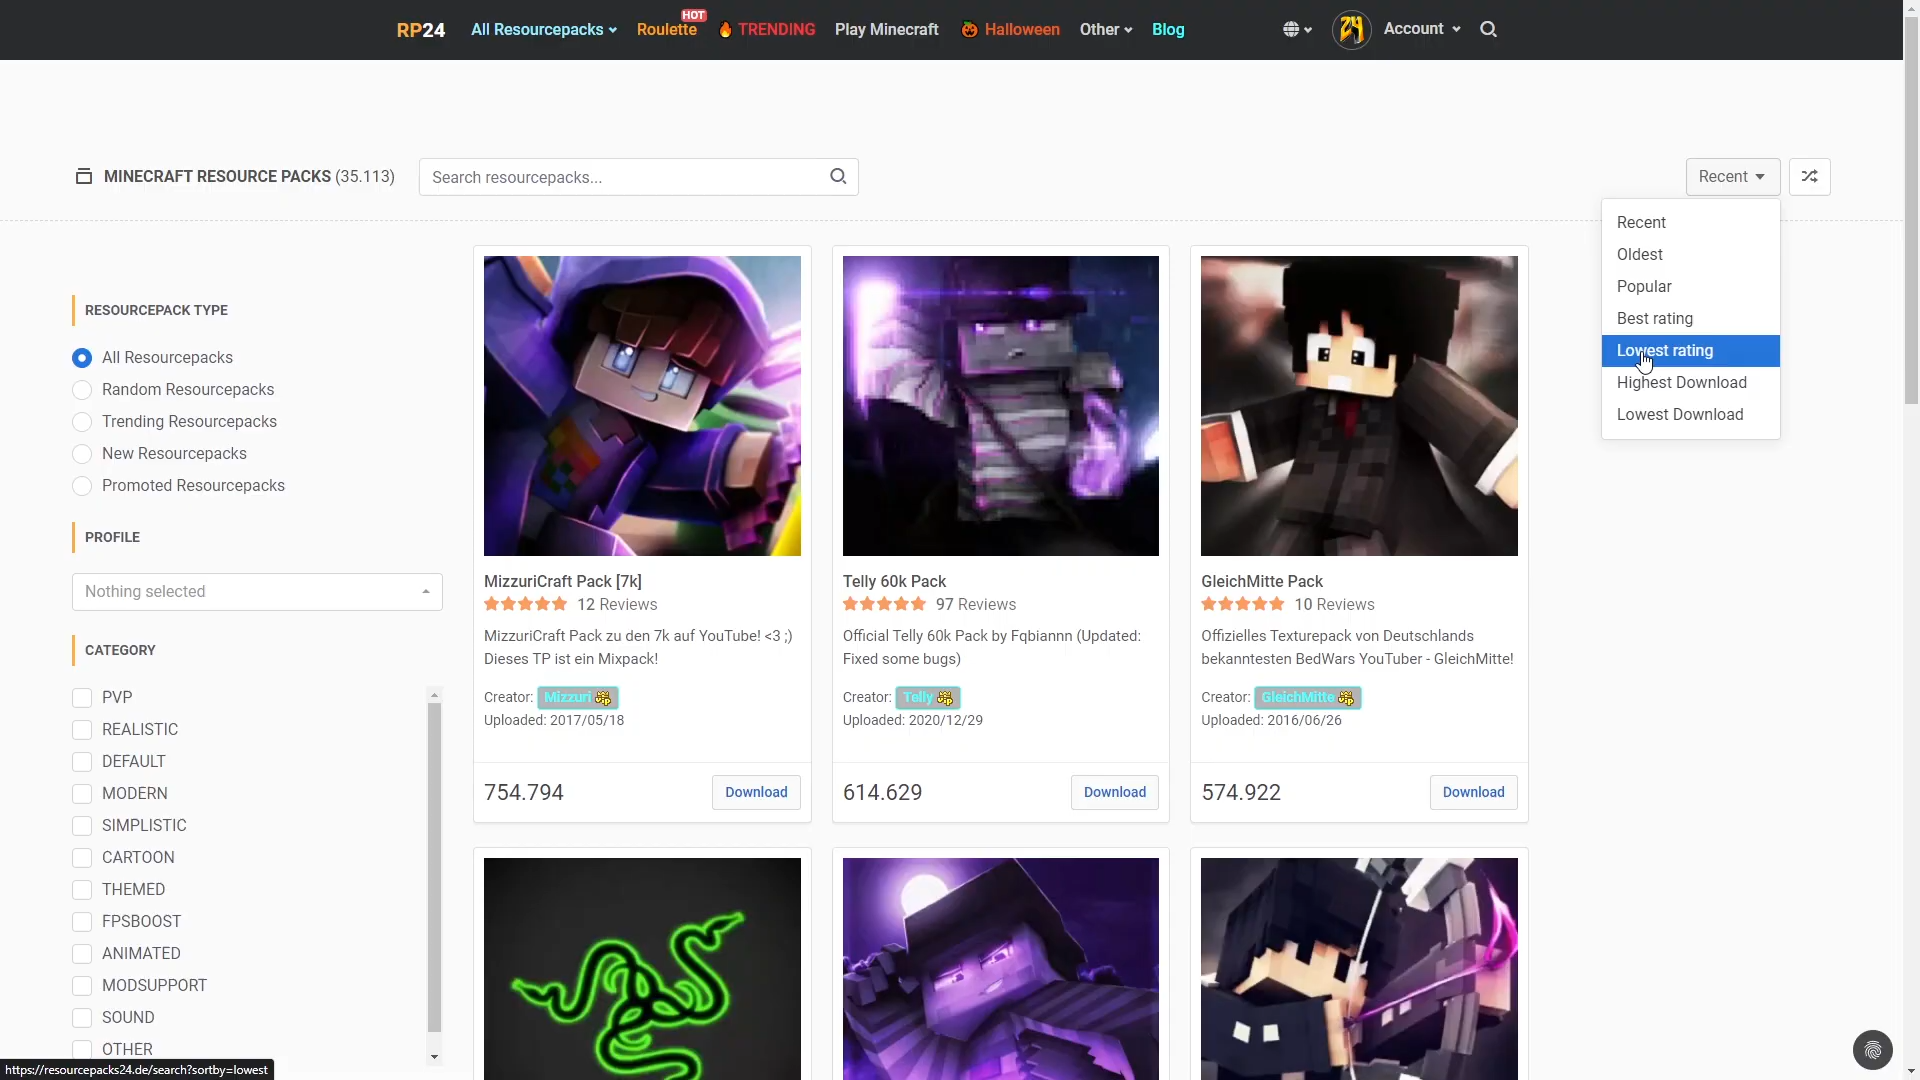 RP24
All Resourcepacks
Roulette
HOT
TRENDING
Play Minecraft
Halloween
Other
Blog
Account
MINECRAFT RESOURCE PACKS (35.113)
Search resourcepacks...
Recent
Recent
Oldest
Popular
Best rating
Lowest rating
Highest Download
Lowest Download
RESOURCEPACK TYPE
All Resourcepacks
Random Resourcepacks
Trending Resourcepacks
New Resourcepacks
Promoted Resourcepacks
PROFILE
Nothing selected
CATEGORY
PVP
REALISTIC
DEFAULT
MODERN
SIMPLISTIC
CARTOON
THEMED
FPSBOOST
ANIMATED
MODSUPPORT
SOUND
OTHER
MizzuriCraft Pack [7k]
12 Reviews
MizzuriCraft Pack zu den 7k auf YouTube! <3 ;)
Dieses TP ist ein Mixpack!
Creator: Mizzuri VIP
Uploaded: 2017/05/18
754.794
Download
Telly 60k Pack
97 Reviews
Official Telly 60k Pack by Fqbiannn (Updated:
Fixed some bugs)
Creator: Telly VIP
Uploaded: 2020/12/29
614.629
Download
GleichMitte Pack
10 Reviews
Offizielles Texturepack von Deutschlands
bekanntesten BedWars YouTuber - GleichMitte!
Creator: GleichMitte VIP
Uploaded: 2016/06/26
574.922
Download
https://resourcepacks24.de/search?sortby=lowest